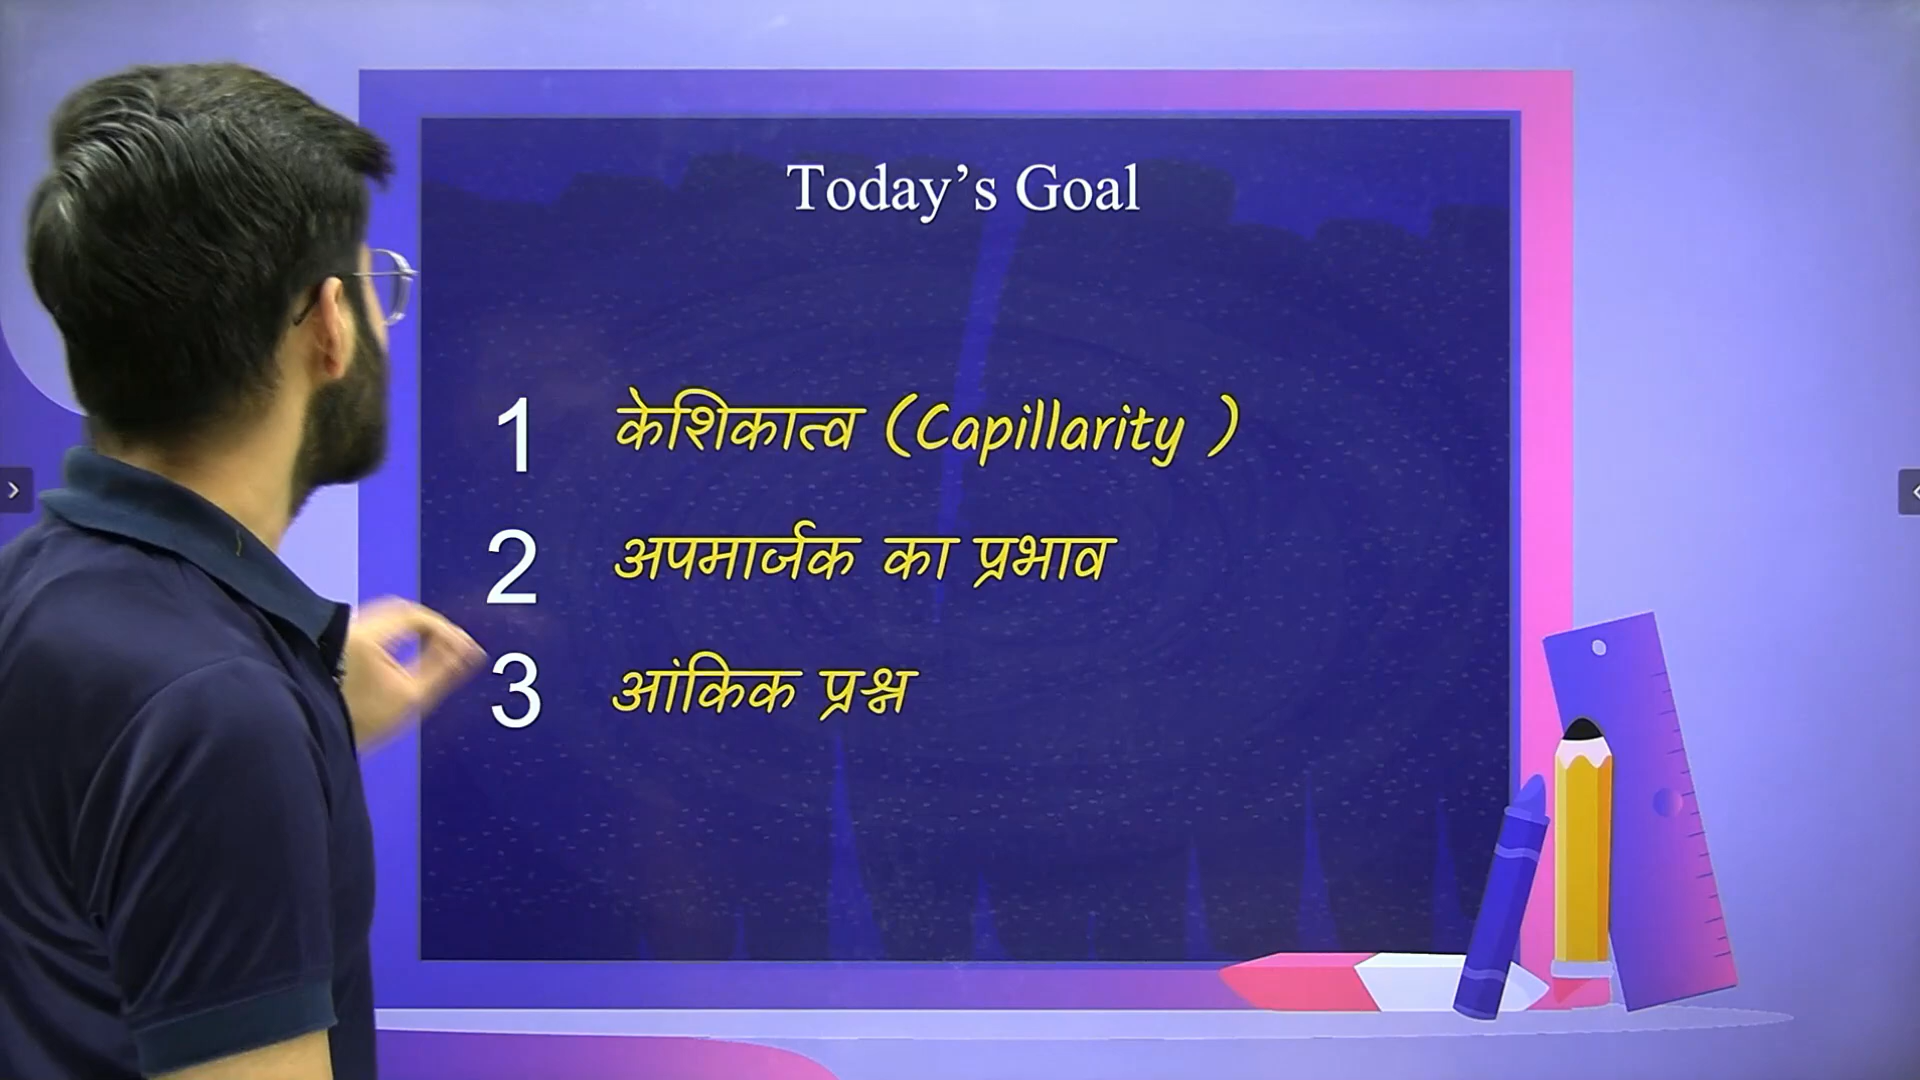 Today’s Goal
1 केशिकात्व (Capillarity )
2 अपमार्जक का प्रभाव
3 आंकिक प्रश्न